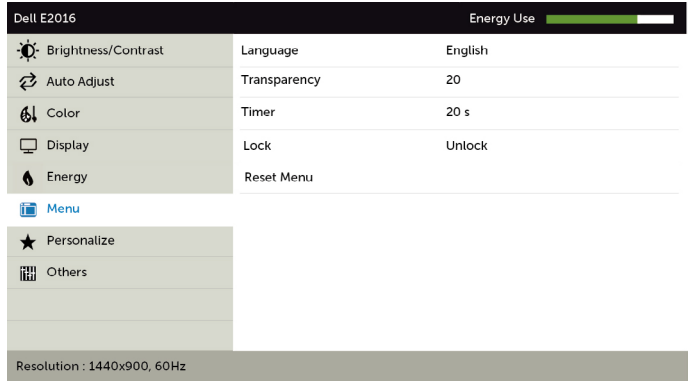 Dell E2016 Energy Use
Brightness/Contrast Language English
Auto Adjust Transparency 20
Color Timer 20 s
Display Lock Unlock
Energy Reset Menu
Menu
Personalize
Others
Resolution : 1440x900, 60Hz